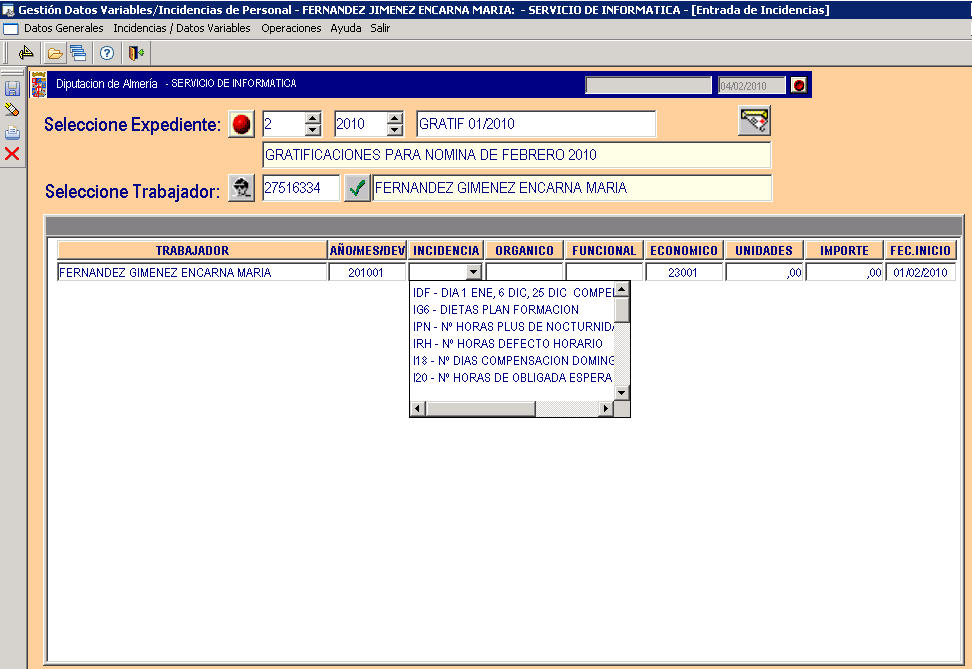 Gestión Datos Variables/Incidencias de Personal - FERNANDEZ JIMENEZ ENCARNA MARIA: - SERVICIO DE INFORMATICA - [Entrada de Incidencias]
Datos Generales Incidencias / Datos Variables Operaciones Ayuda Salir
Diputacion de Almería - SERVICIO DE INFORMATICA 04/02/2010
Seleccione Expediente: 2 2010 GRATIF 01/2010
GRATIFICACIONES PARA NOMINA DE FEBRERO 2010
Seleccione Trabajador: 27516334 FERNANDEZ GIMENEZ ENCARNA MARIA
TRABAJADOR AÑO/MES/DEV INCIDENCIA ORGANICO FUNCIONAL ECONOMICO UNIDADES IMPORTE FEC.INICIO
FERNANDEZ GIMENEZ ENCARNA MARIA 201001 23001 ,00 ,00 01/02/2010
IDF - DIA 1 ENE, 6 DIC, 25 DIC COMPE
IG6 - DIETAS PLAN FORMACION
IPN - Nº HORAS PLUS DE NOCTURNID
IRH - Nº HORAS DEFECTO HORARIO
I18 - Nº DIAS COMPENSACION DOMING
I20 - Nº HORAS DE OBLIGADA ESPERA